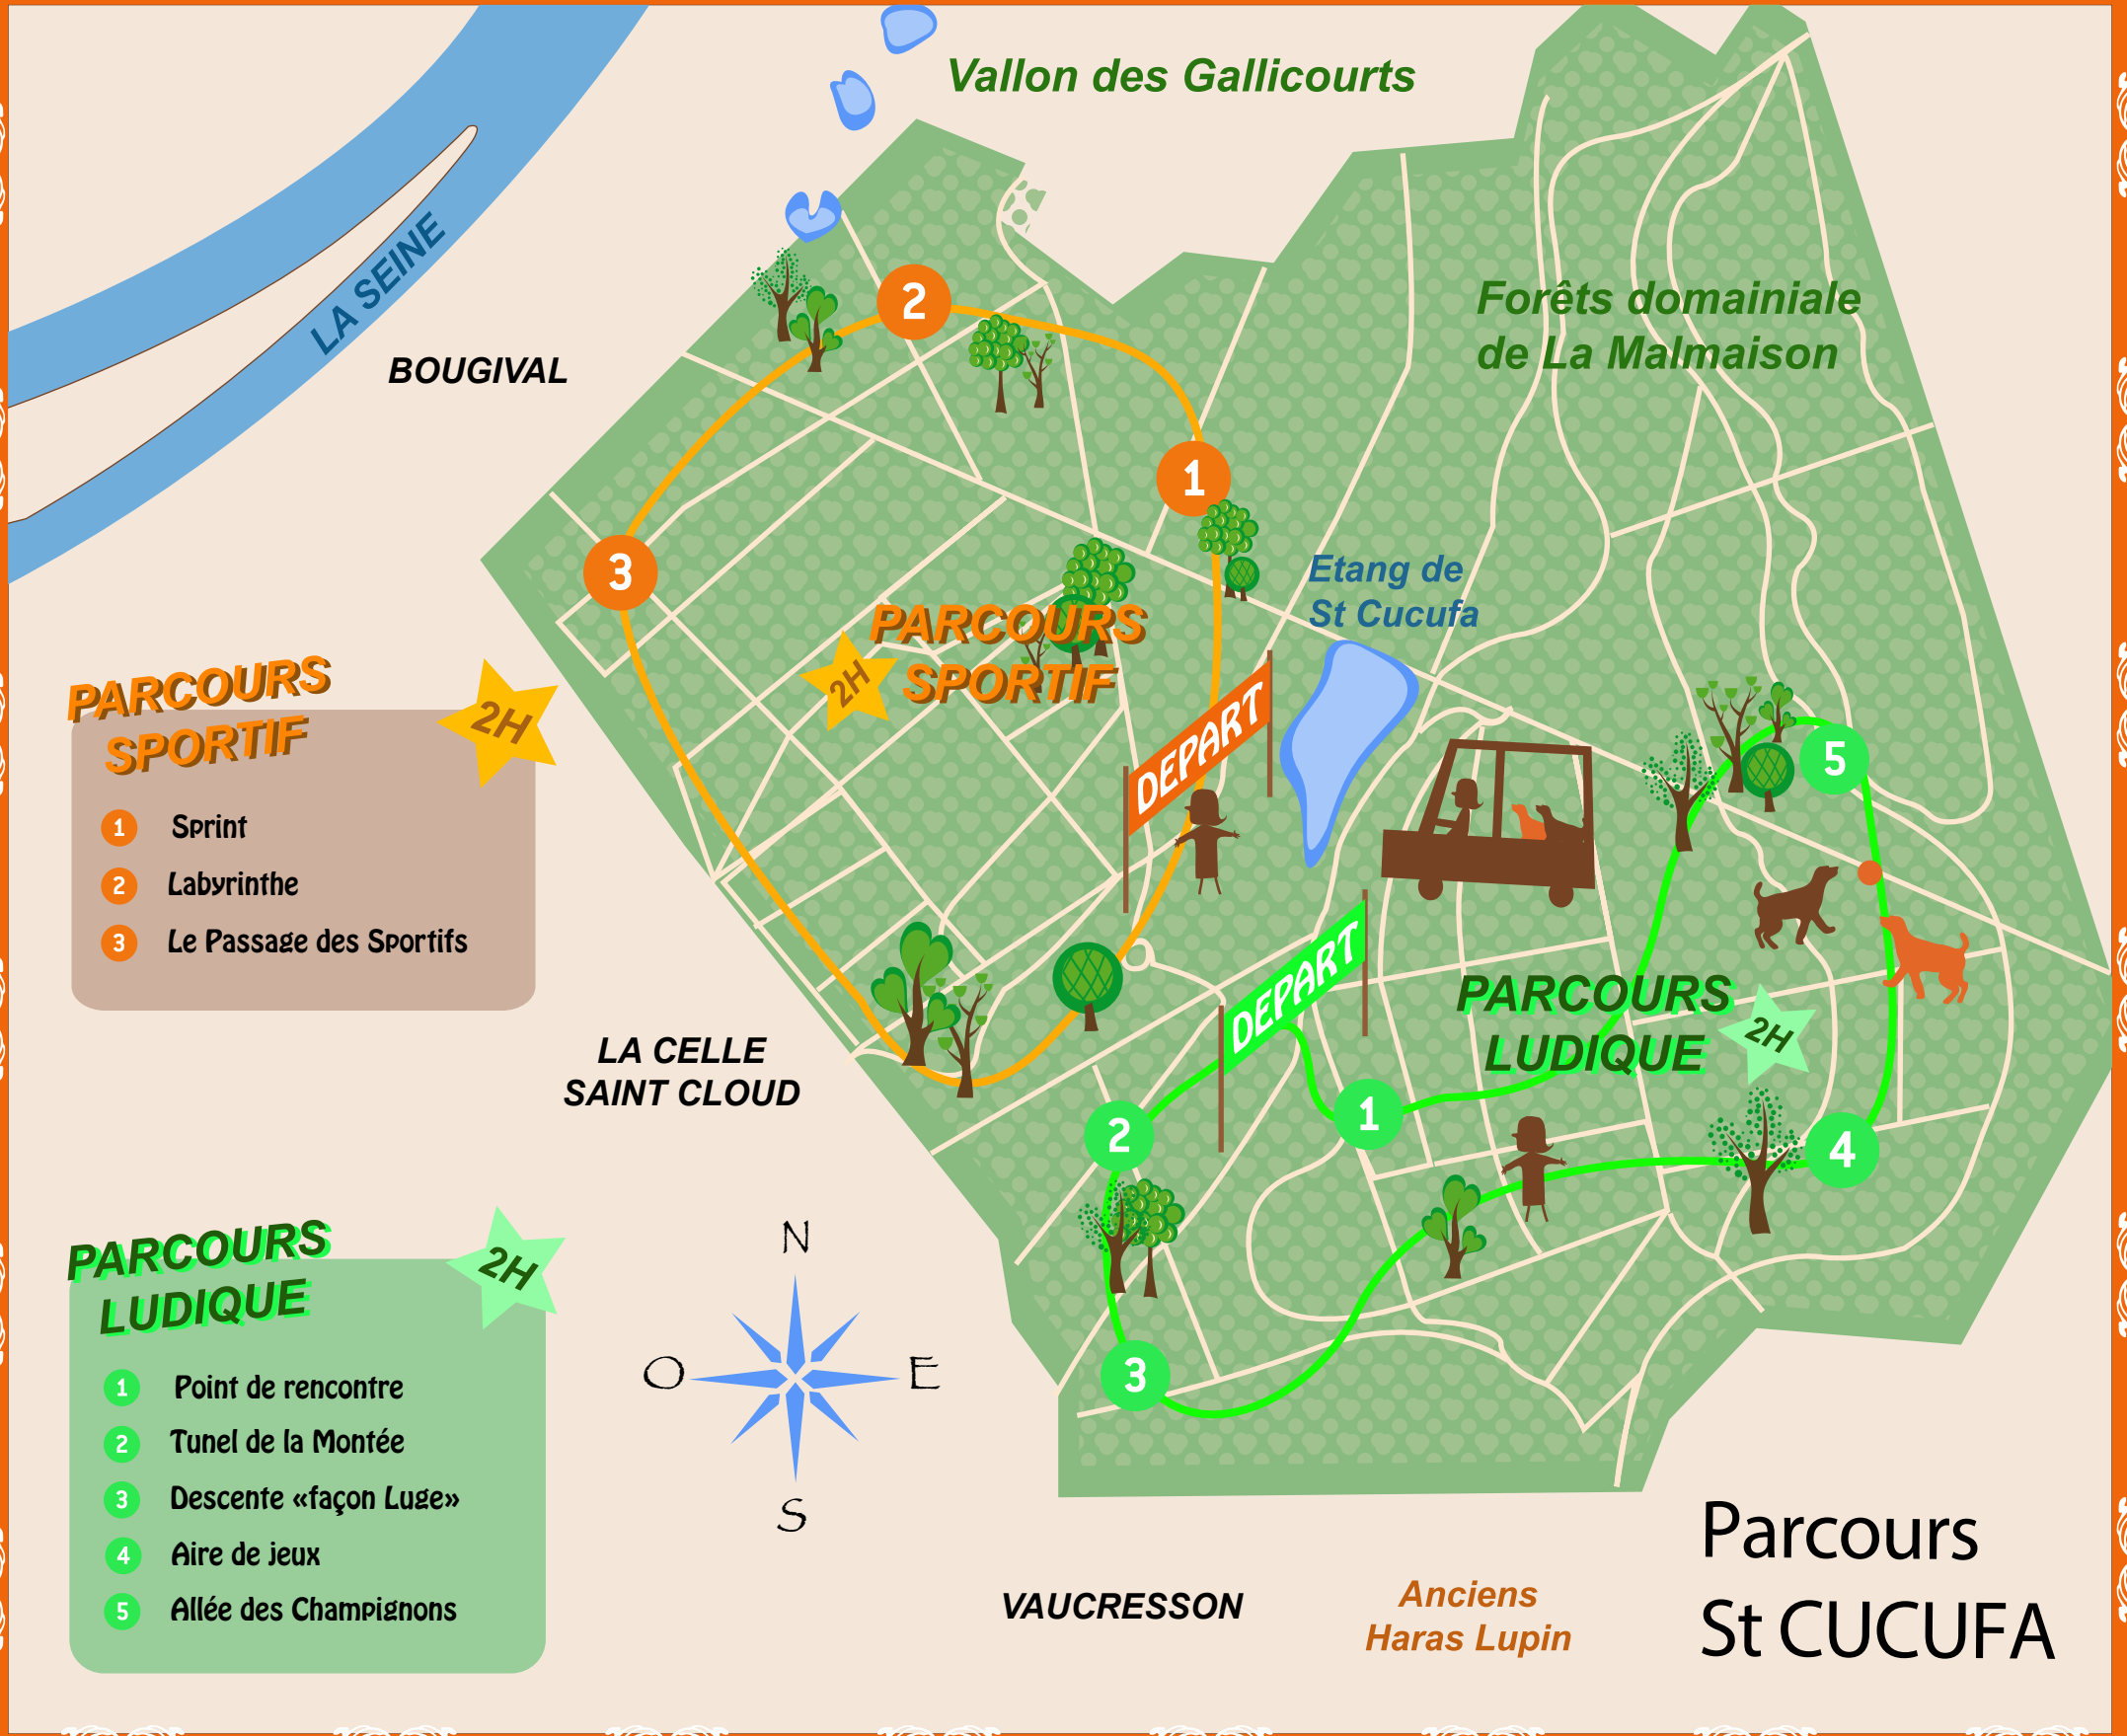 Vallon des Gallicourts
LA SEINE
BOUGIVAL
Forêts domainiale
de La Malmaison
2
1
3
Etang de
St Cucufa
PARCOURS
SPORTIF
2H
DEPART
PARCOURS
SPORTIF
2H
1 Sprint
2 Labyrinthe
3 Le Passage des Sportifs
5
DEPART
PARCOURS
LUDIQUE
2H
LA CELLE
SAINT CLOUD
2
1
4
3
PARCOURS
LUDIQUE
2H
1 Point de rencontre
2 Tunel de la Montée
3 Descente «façon Luge»
4 Aire de jeux
5 Allée des Champignons
N
O
E
S
VAUCRESSON
Anciens
Haras Lupin
Parcours
St CUCUFA